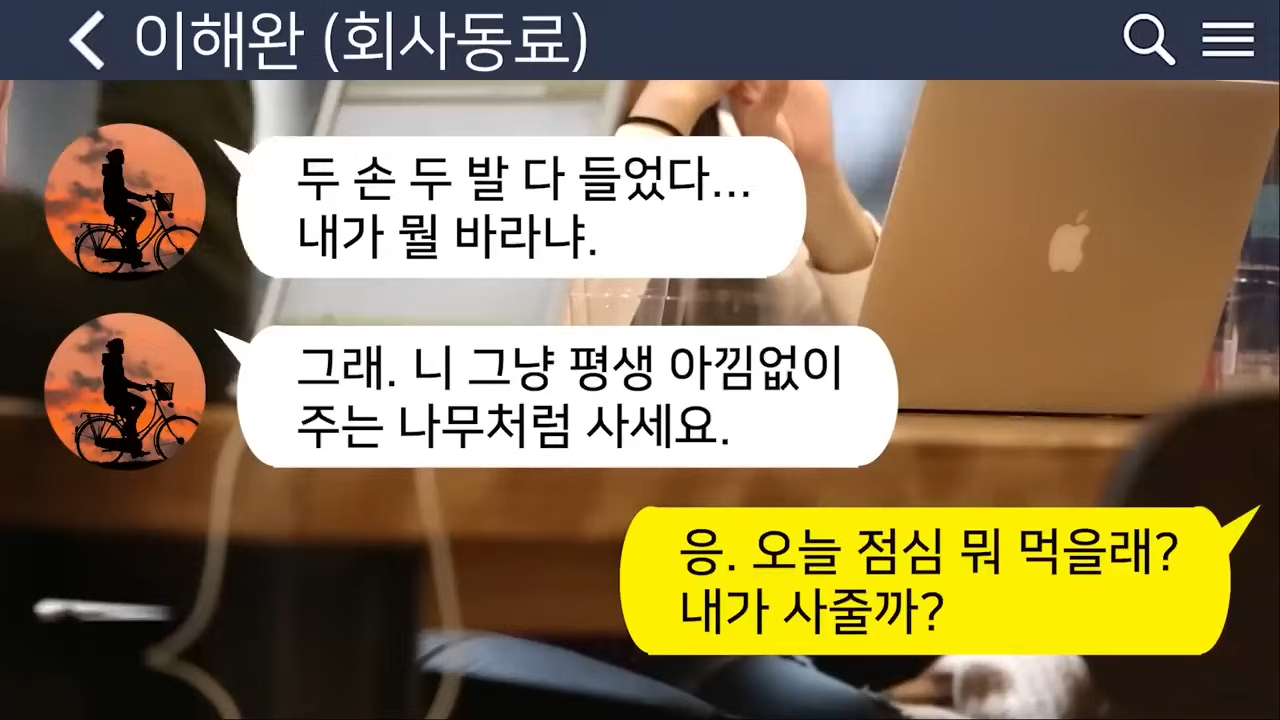 이해완 (회사동료)
두 손 두 발 다 들었다...
내가 뭘 바라냐.
그래. 니 그냥 평생 아낌없이
주는 나무처럼 사세요.
응. 오늘 점심 뭐 먹을래?
내가 사줄까?